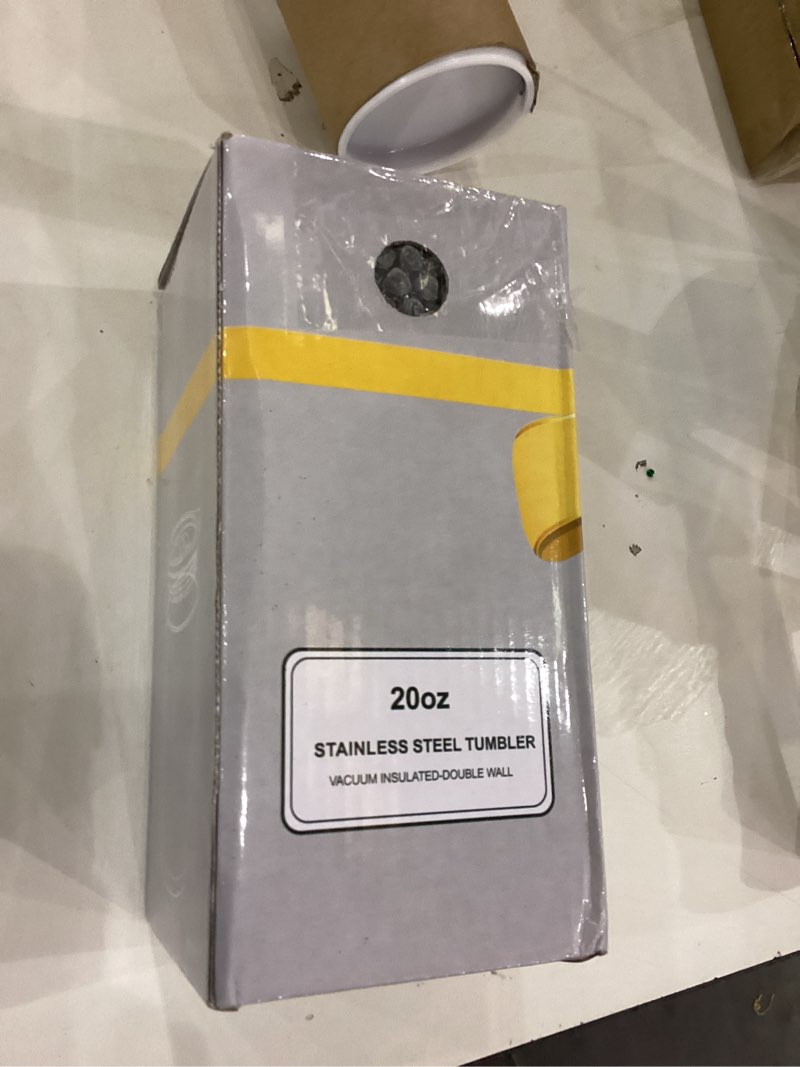 20oz
STAINLESS STEEL TUMBLER
VACUUM INSULATED-DOUBLE WALL